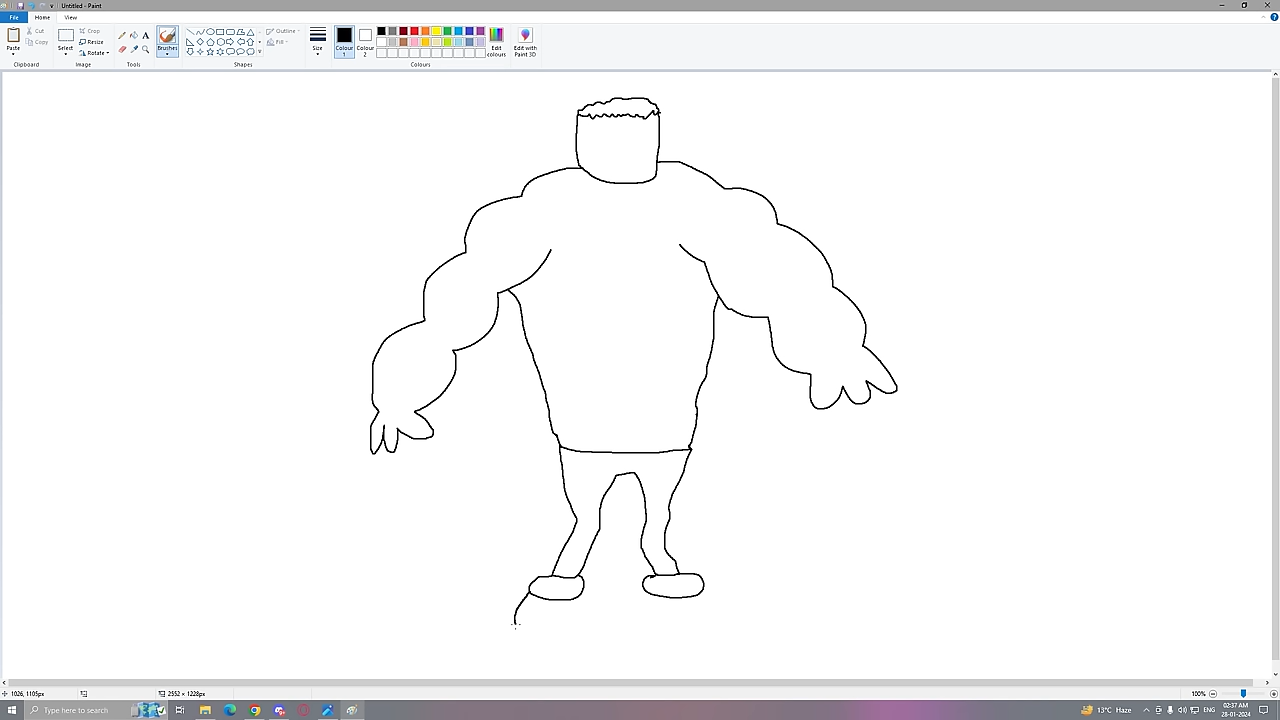 Untitled - Paint
File Home View
Paste
Cut
Copy
Clipboard
Select
Crop
Resize
Rotate
Image
Tools
Brushes
Outline
Fill
Shapes
Size
Colour 1
Colour 2
Edit colours
Colours
Edit with Paint 3D
1026, 1105px
2552 × 1228px
100%
Type here to search
13°C Haze
ENG
02:37 AM
28-01-2024